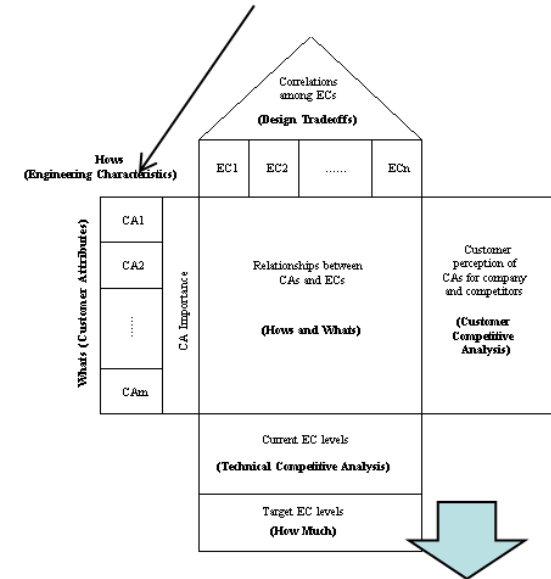 Correlations
among ECs
(Design Tradeoffs)
Hows
(Engineering Characteristics)
EC1
EC2
......
ECn
Whats (Customer Attributes)
CA1
CA2
......
CAm
CA Importance
Relationships between
CAs and ECs
(Hows and Whats)
Customer
perception of
CAs for company
and competitors
(Customer
Competitive
Analysis)
Current EC levels
(Technical Competitive Analysis)
Target EC levels
(How Much)